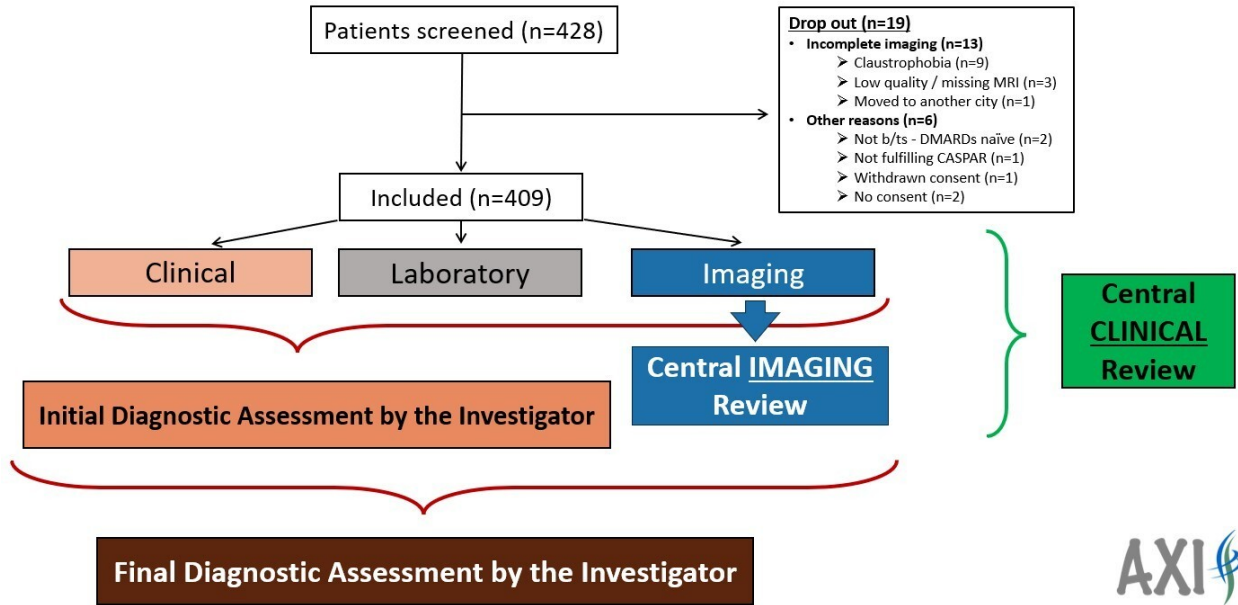 Patients screened (n=428)
Drop out (n=19)
• Incomplete imaging (n=13)
➤ Claustrophobia (n=9)
➤ Low quality / missing MRI (n=3)
➤ Moved to another city (n=1)
• Other reasons (n=6)
➤ Not b/ts - DMARDs naïve (n=2)
➤ Not fulfilling CASPAR (n=1)
➤ Withdrawn consent (n=1)
➤ No consent (n=2)
Included (n=409)
Clinical
Laboratory
Imaging
Central IMAGING
Review
Central
CLINICAL
Review
Initial Diagnostic Assessment by the Investigator
Final Diagnostic Assessment by the Investigator
AXI